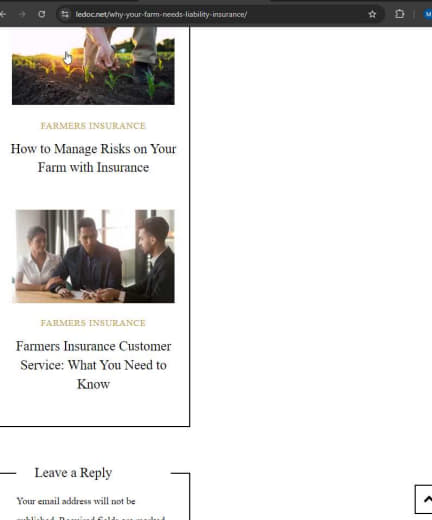 ledoc.net/why-your-farm-needs-liability-insurance/
M
FARMERS INSURANCE
How to Manage Risks on Your
Farm with Insurance
FARMERS INSURANCE
Farmers Insurance Customer
Service: What You Need to
Know
Leave a Reply
Your email address will not be
published. Required fields are marked